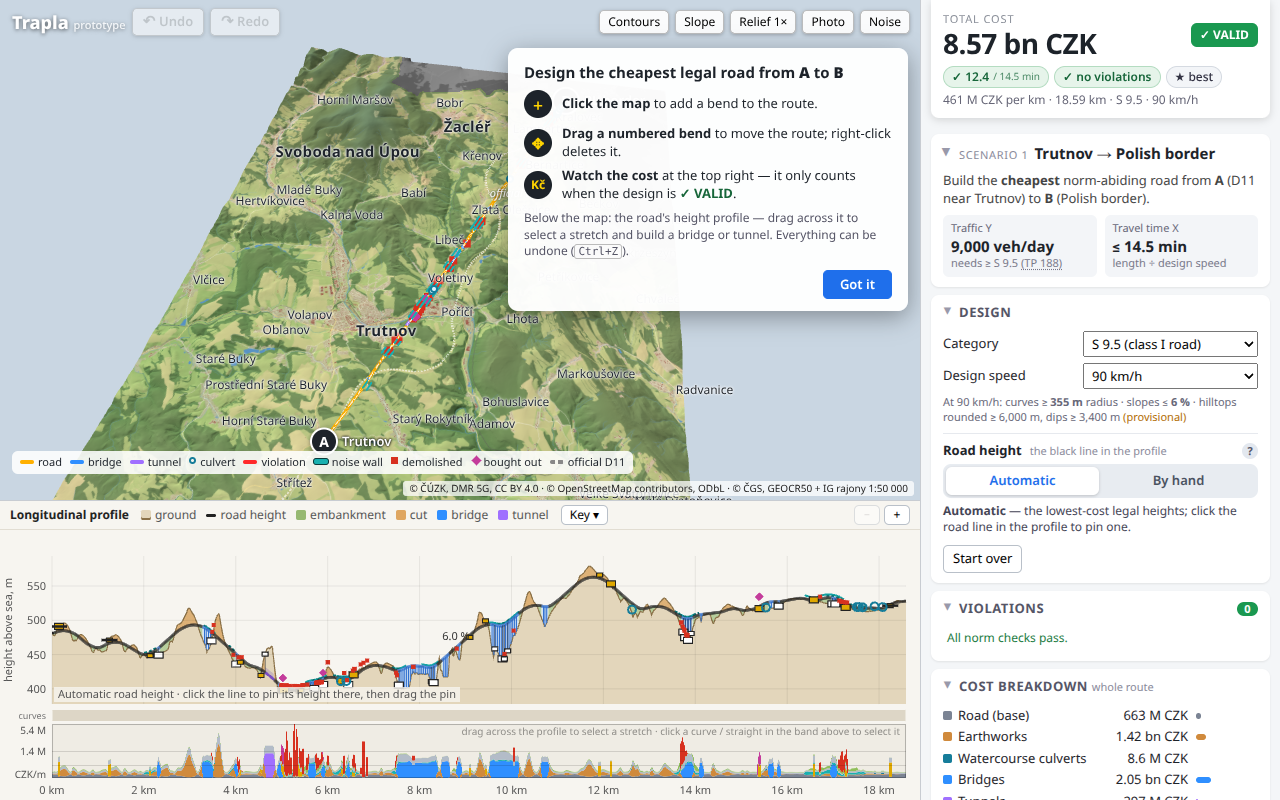 Trapla prototype
↶ Undo
↷ Redo
Contours
Slope
Relief 1×
Photo
Noise
Design the cheapest legal road from A to B
Click the map to add a bend to the route.
Drag a numbered bend to move the route; right-click
deletes it.
Kč
Watch the cost at the top right — it only counts
when the design is ✓ VALID.
Below the map: the road's height profile — drag across it to
select a stretch and build a bridge or tunnel. Everything can be
undone (Ctrl+Z).
Got it
Horní Maršov
Bobr
Žacléř
Svoboda nad Úpou
Křenov
Mladé Buky
Babí
Hertvíkovice
Kalná Voda
Zlatá
Libeč
Vlčice
Voletiny
Volanov
Poříčí
Lhota
Oblanov
Trutnov
Staré Buky
Markoušovice
Prostřední Staré Buky
Radvanice
Bohuslavice
Horní Staré Buky
Starý Rokytník
Adamov
A
Trutnov
road
bridge
tunnel
culvert
violation
noise wall
demolished
bought out
official D11
Střítež
© ČÚZK, DMR 5G, CC BY 4.0 · © OpenStreetMap contributors, ODbL · © ČGS, GEOCR50 + IG rajony 1:50 000
Longitudinal profile
ground
road height
embankment
cut
bridge
tunnel
Key ▾
−
+
height above sea, m
550
500
450
400
6.0 %
Automatic road height · click the line to pin its height here, then drag the pin
curves
5.4 M
1.4 M
CZK/m
drag across the profile to select a stretch · click a curve / straight in the band above to select it
0 km
2 km
4 km
6 km
8 km
10 km
12 km
14 km
16 km
18 km
TOTAL COST
8.57 bn CZK
✓ VALID
✓ 12.4 / 14.5 min
✓ no violations
★ best
461 M CZK per km · 18.59 km · S 9.5 · 90 km/h
SCENARIO 1 Trutnov → Polish border
Build the cheapest norm-abiding road from A (D11
near Trutnov) to B (Polish border).
Traffic Y
9,000 veh/day
needs ≥ S 9.5 (TP 188)
Travel time X
≤ 14.5 min
length ÷ design speed
DESIGN
Category
S 9.5 (class I road)
Design speed
90 km/h
At 90 km/h: curves ≥ 355 m radius · slopes ≤ 6 % · hilltops
rounded ≥ 6,000 m, dips ≥ 3,400 m (provisional)
Road height the black line in the profile
?
Automatic
By hand
Automatic — the lowest-cost legal heights; click the
road line in the profile to pin one.
Start over
VIOLATIONS
0
All norm checks pass.
COST BREAKDOWN whole route
Road (base) 663 M CZK
Earthworks 1.42 bn CZK
Watercourse culverts 8.6 M CZK
Bridges 2.05 bn CZK